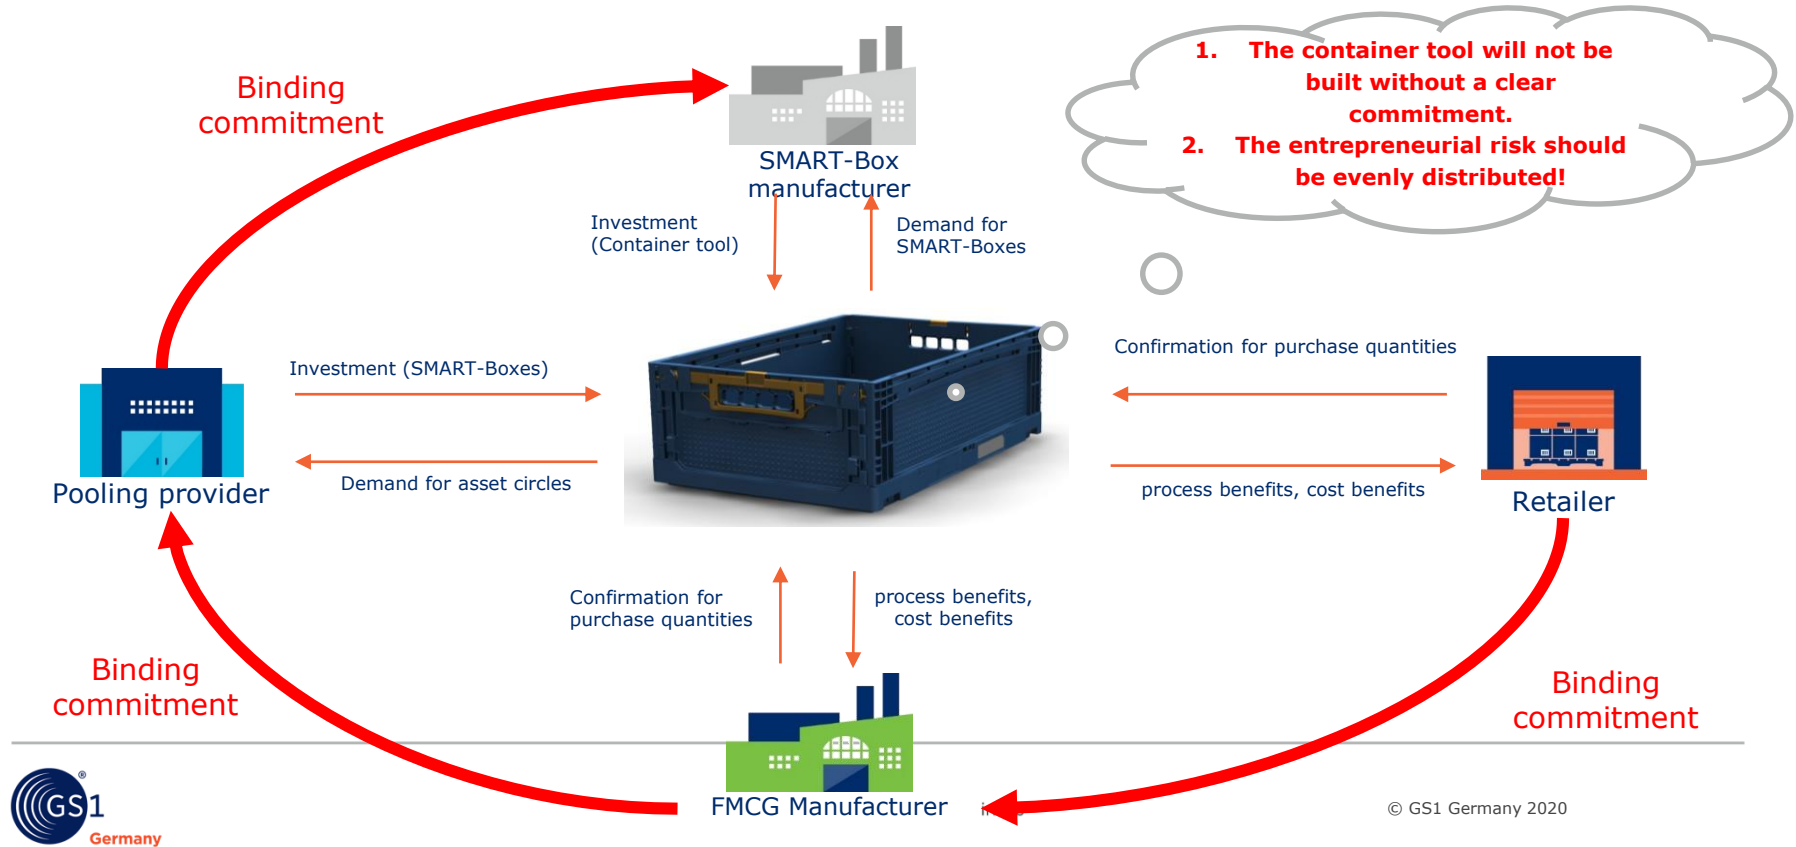 1. The container tool will not be
built without a clear
commitment.
2. The entrepreneurial risk should
be evenly distributed!
Binding
commitment
SMART-Box
manufacturer
Investment
(Container tool)
Demand for
SMART-Boxes
Investment (SMART-Boxes)
Confirmation for purchase quantities
Demand for asset circles
process benefits, cost benefits
Pooling provider
Retailer
Confirmation for
purchase quantities
process benefits,
cost benefits
Binding
commitment
Binding
commitment
FMCG Manufacturer
© GS1 Germany 2020
GS1
®
Germany